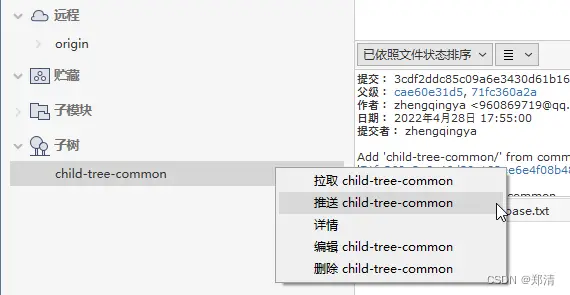 远程
origin
贮藏
子模块
子树
child-tree-common
已依照文件状态排序
提交： 3cdf2ddc85c09a6e3430d61b16
父级： cae60e31d5, 71fc360a2a
作者： zhengqingya <960869719@qq.
日期： 2022年4月28日 17:55:00
提交者： zhengqingya
Add 'child-tree-common/' from comm
拉取 child-tree-common
推送 child-tree-common
详情
编辑 child-tree-common
删除 child-tree-common
ee6e4f08b48
base.txt
CSDN @郑清